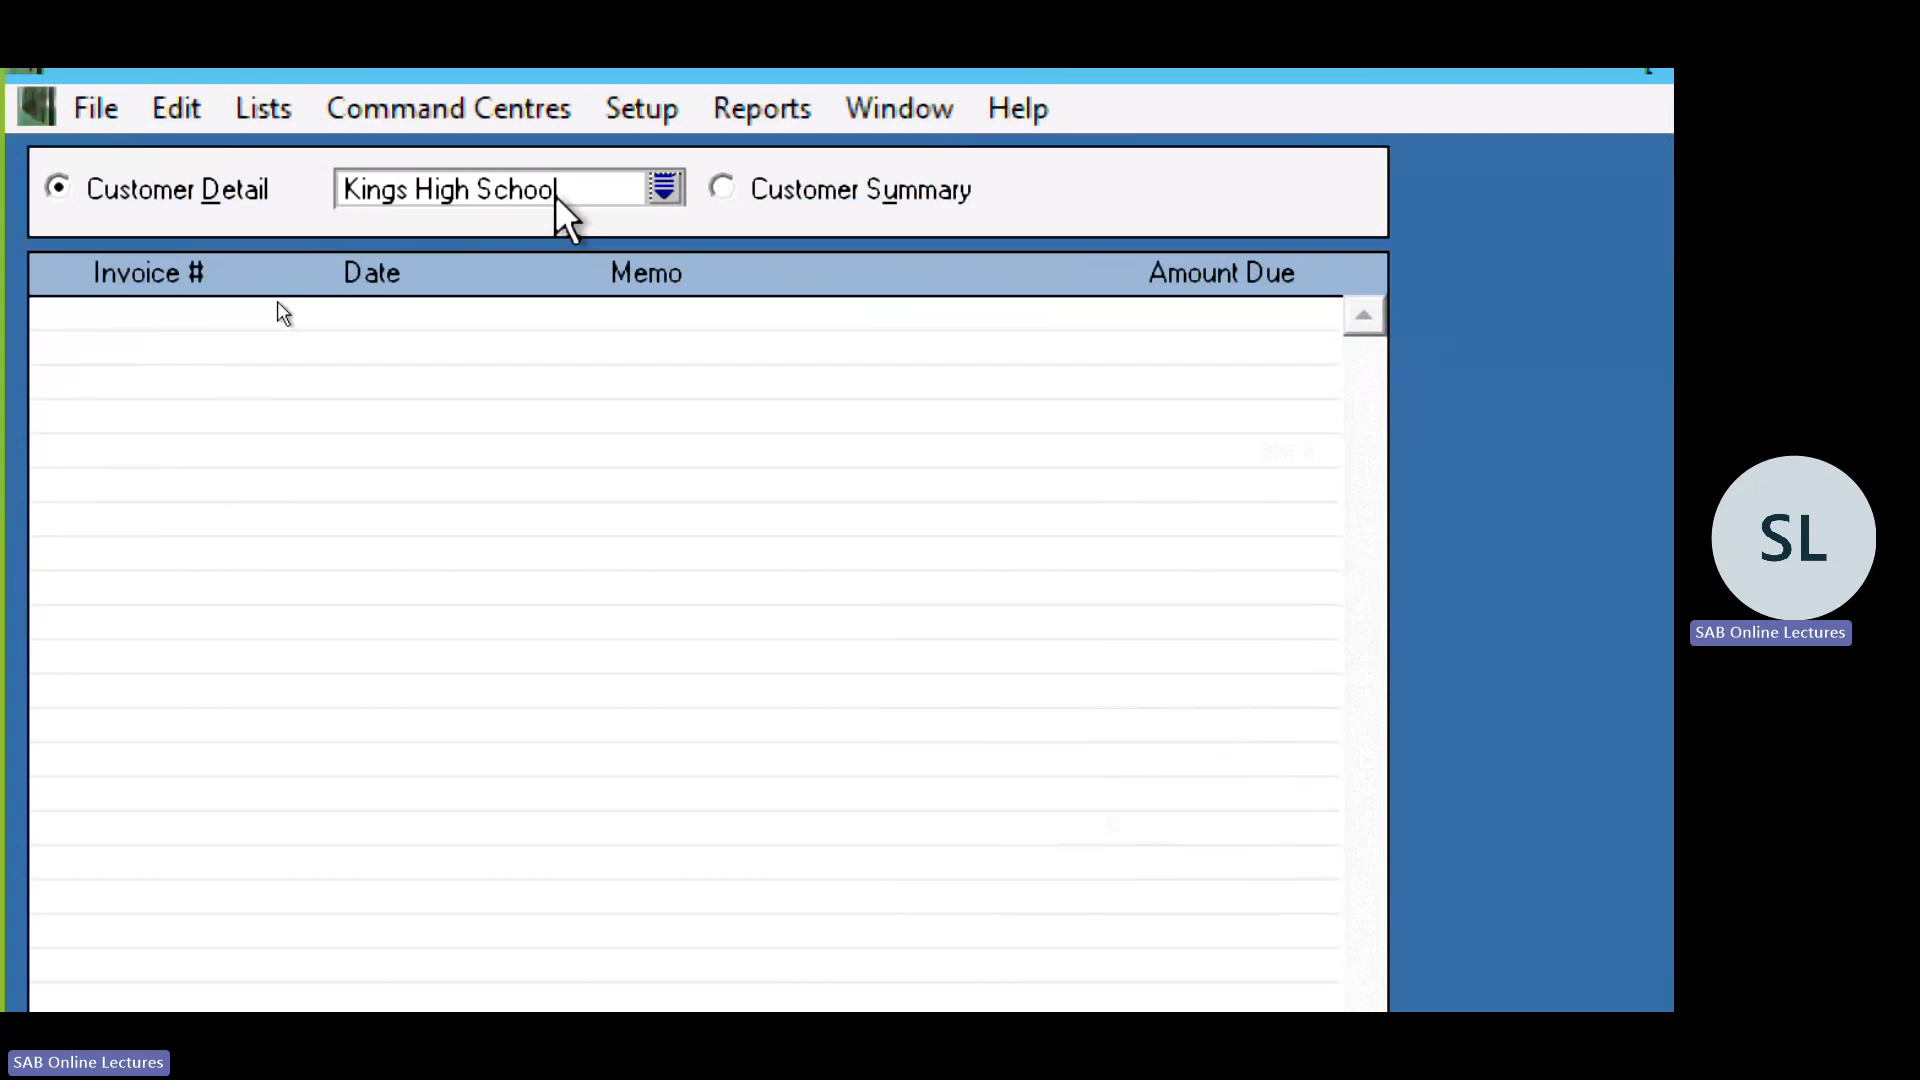 File Edit Lists Command Centres Setup Reports Window Help
Customer Detail Kings High School Customer Summary
Invoice # Date Memo Amount Due
SL
SAB Online Lectures
SAB Online Lectures